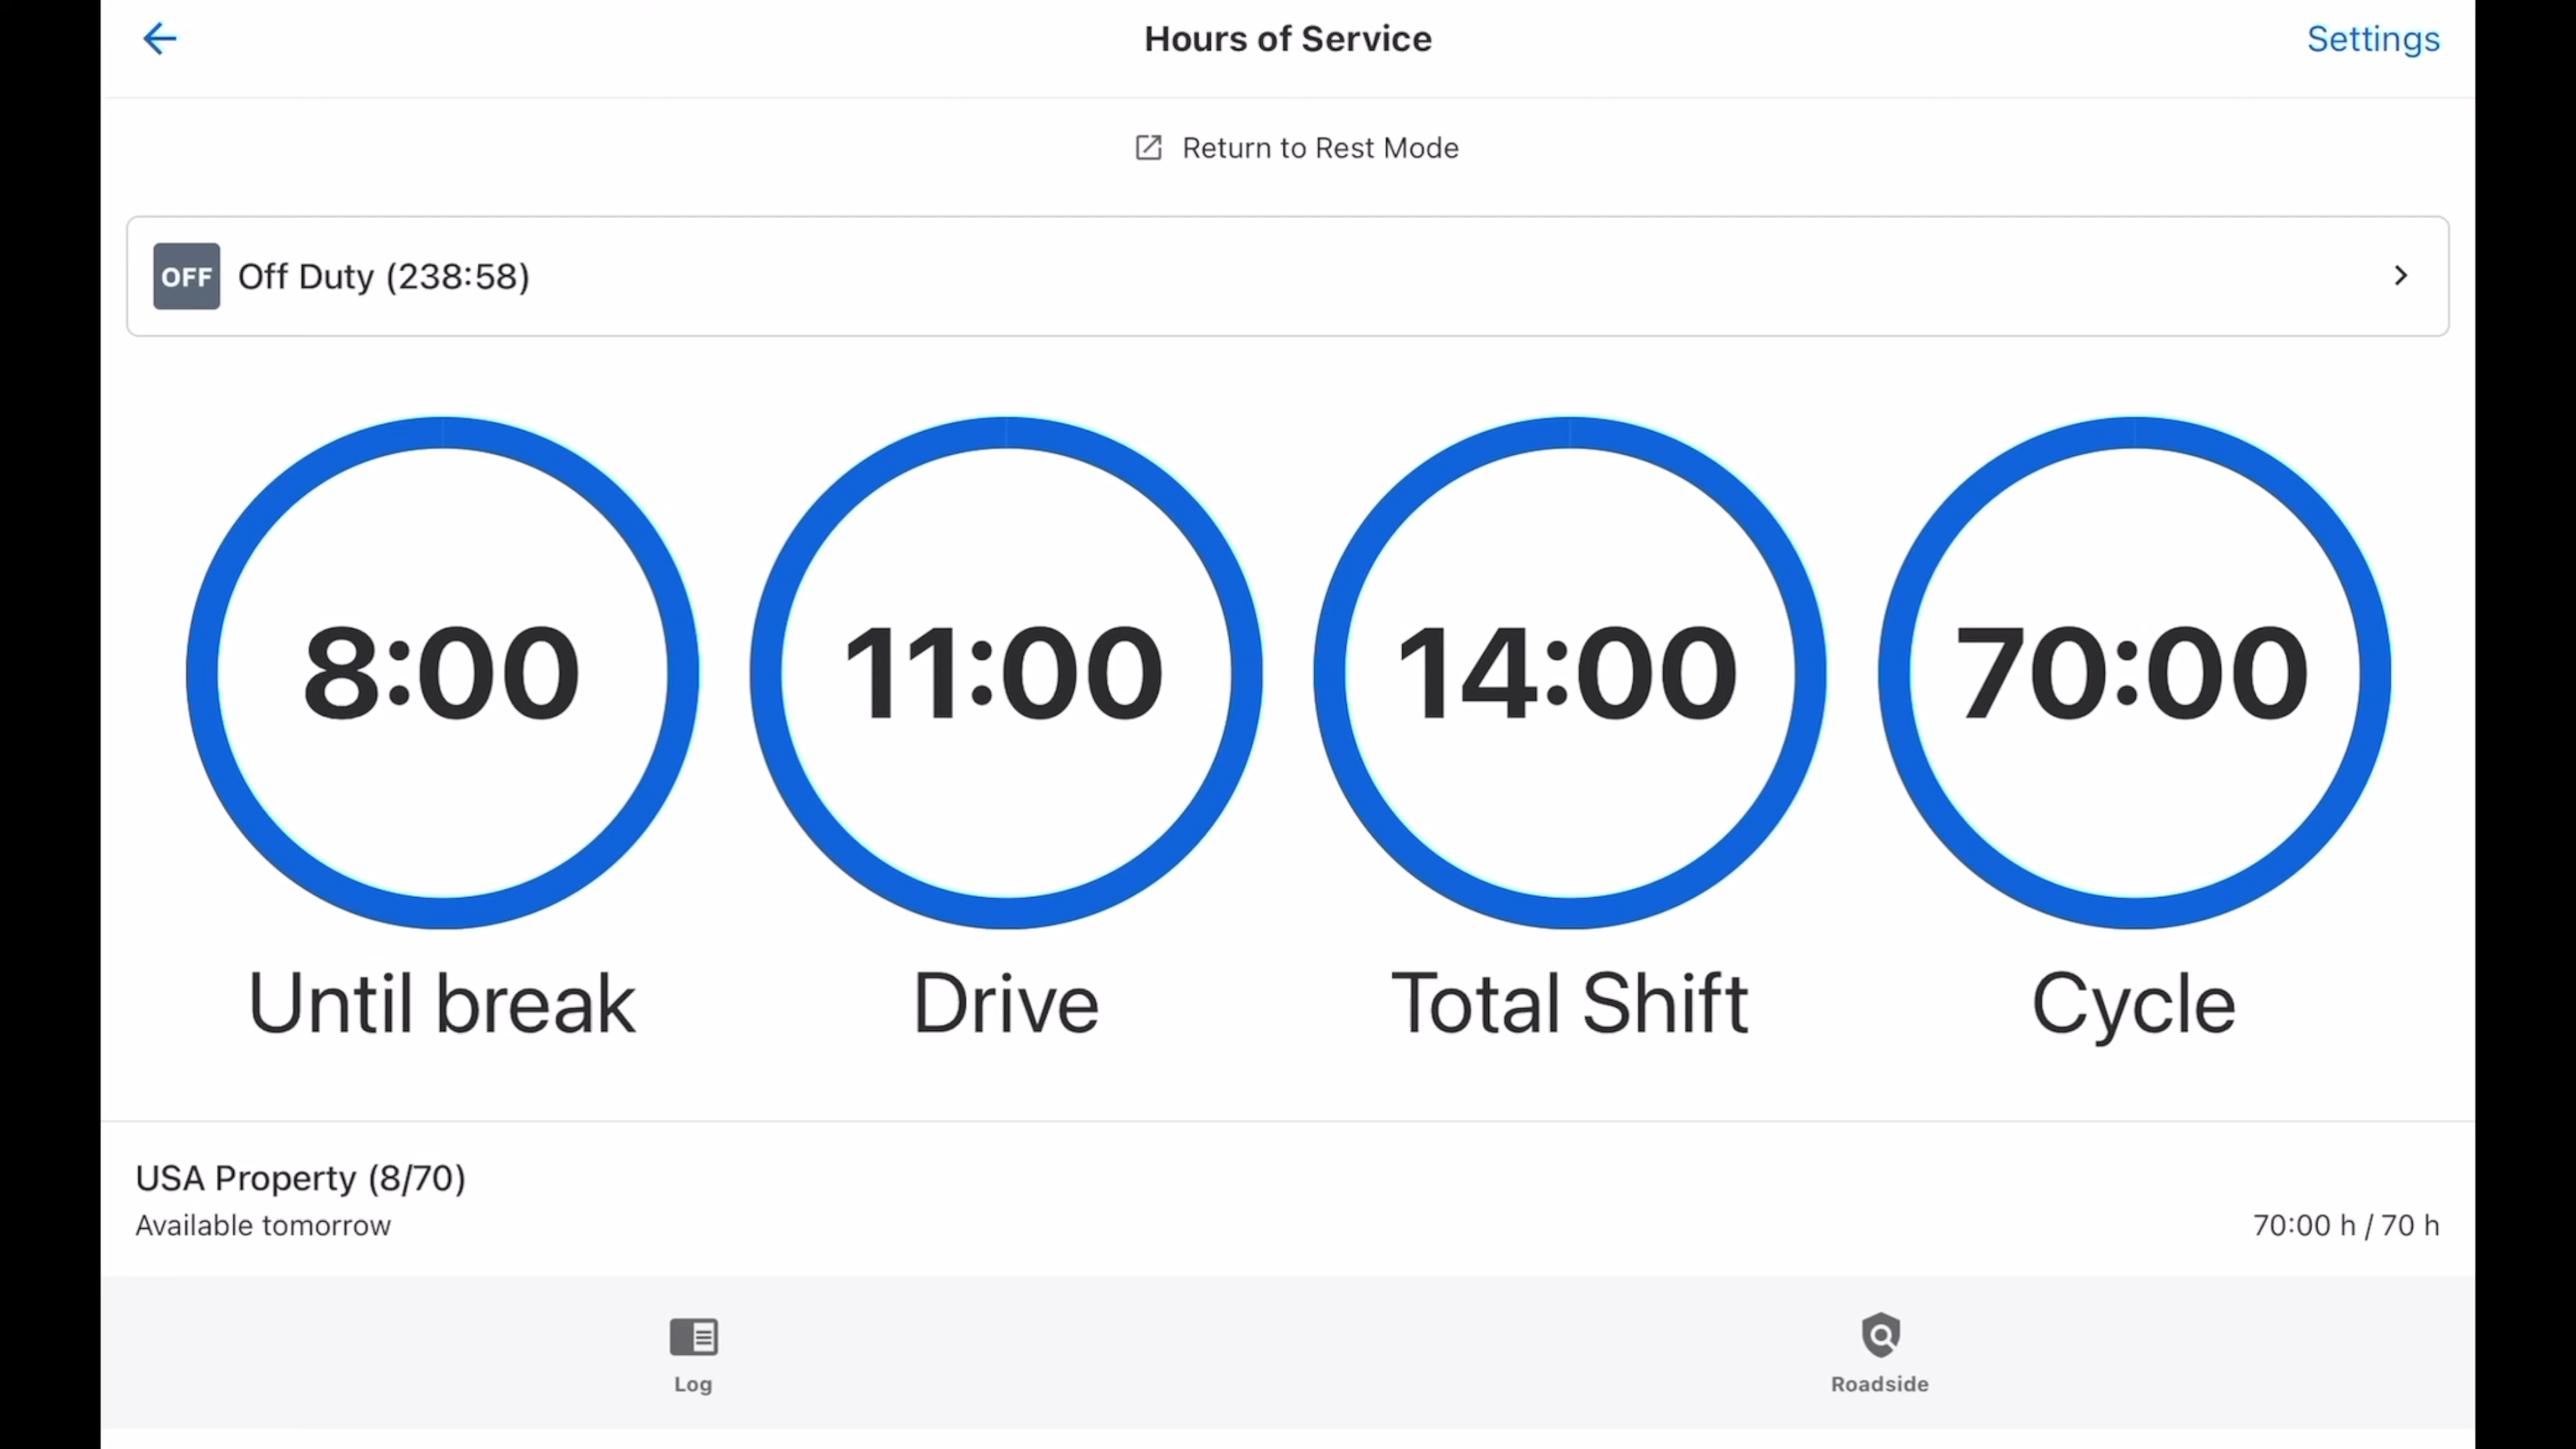 Hours of Service
Settings
Return to Rest Mode
OFF Off Duty (238:58)
8:00
11:00
14:00
70:00
Until break
Drive
Total Shift
Cycle
USA Property (8/70)
Available tomorrow
70:00 h / 70 h
Log
Roadside